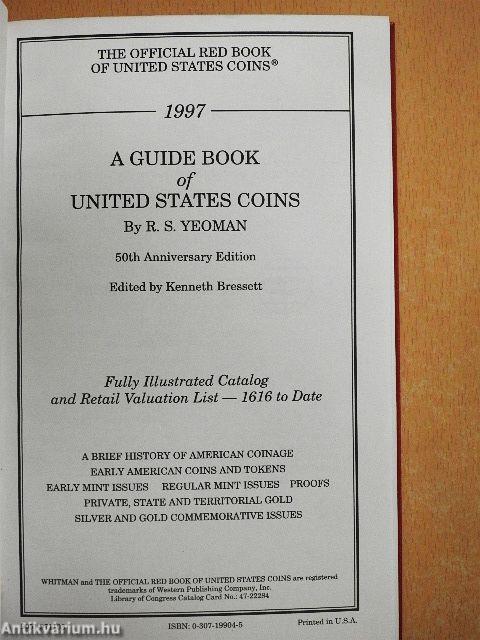 THE OFFICIAL RED BOOK
OF UNITED STATES COINS®
1997
A GUIDE BOOK
of
UNITED STATES COINS
By R. S. YEOMAN
50th Anniversary Edition
Edited by Kenneth Bressett
Fully Illustrated Catalog
and Retail Valuation List — 1616 to Date
A BRIEF HISTORY OF AMERICAN COINAGE
EARLY AMERICAN COINS AND TOKENS
EARLY MINT ISSUES REGULAR MINT ISSUES PROOFS
PRIVATE, STATE AND TERRITORIAL GOLD
SILVER AND GOLD COMMEMORATIVE ISSUES
WHITMAN and THE OFFICIAL RED BOOK OF UNITED STATES COINS are registered
trademarks of Western Publishing Company, Inc.
Library of Congress Catalog Card No.: 47-22284
ISBN: 0-307-19904-5 Printed in U.S.A.
Antikvárium.hu